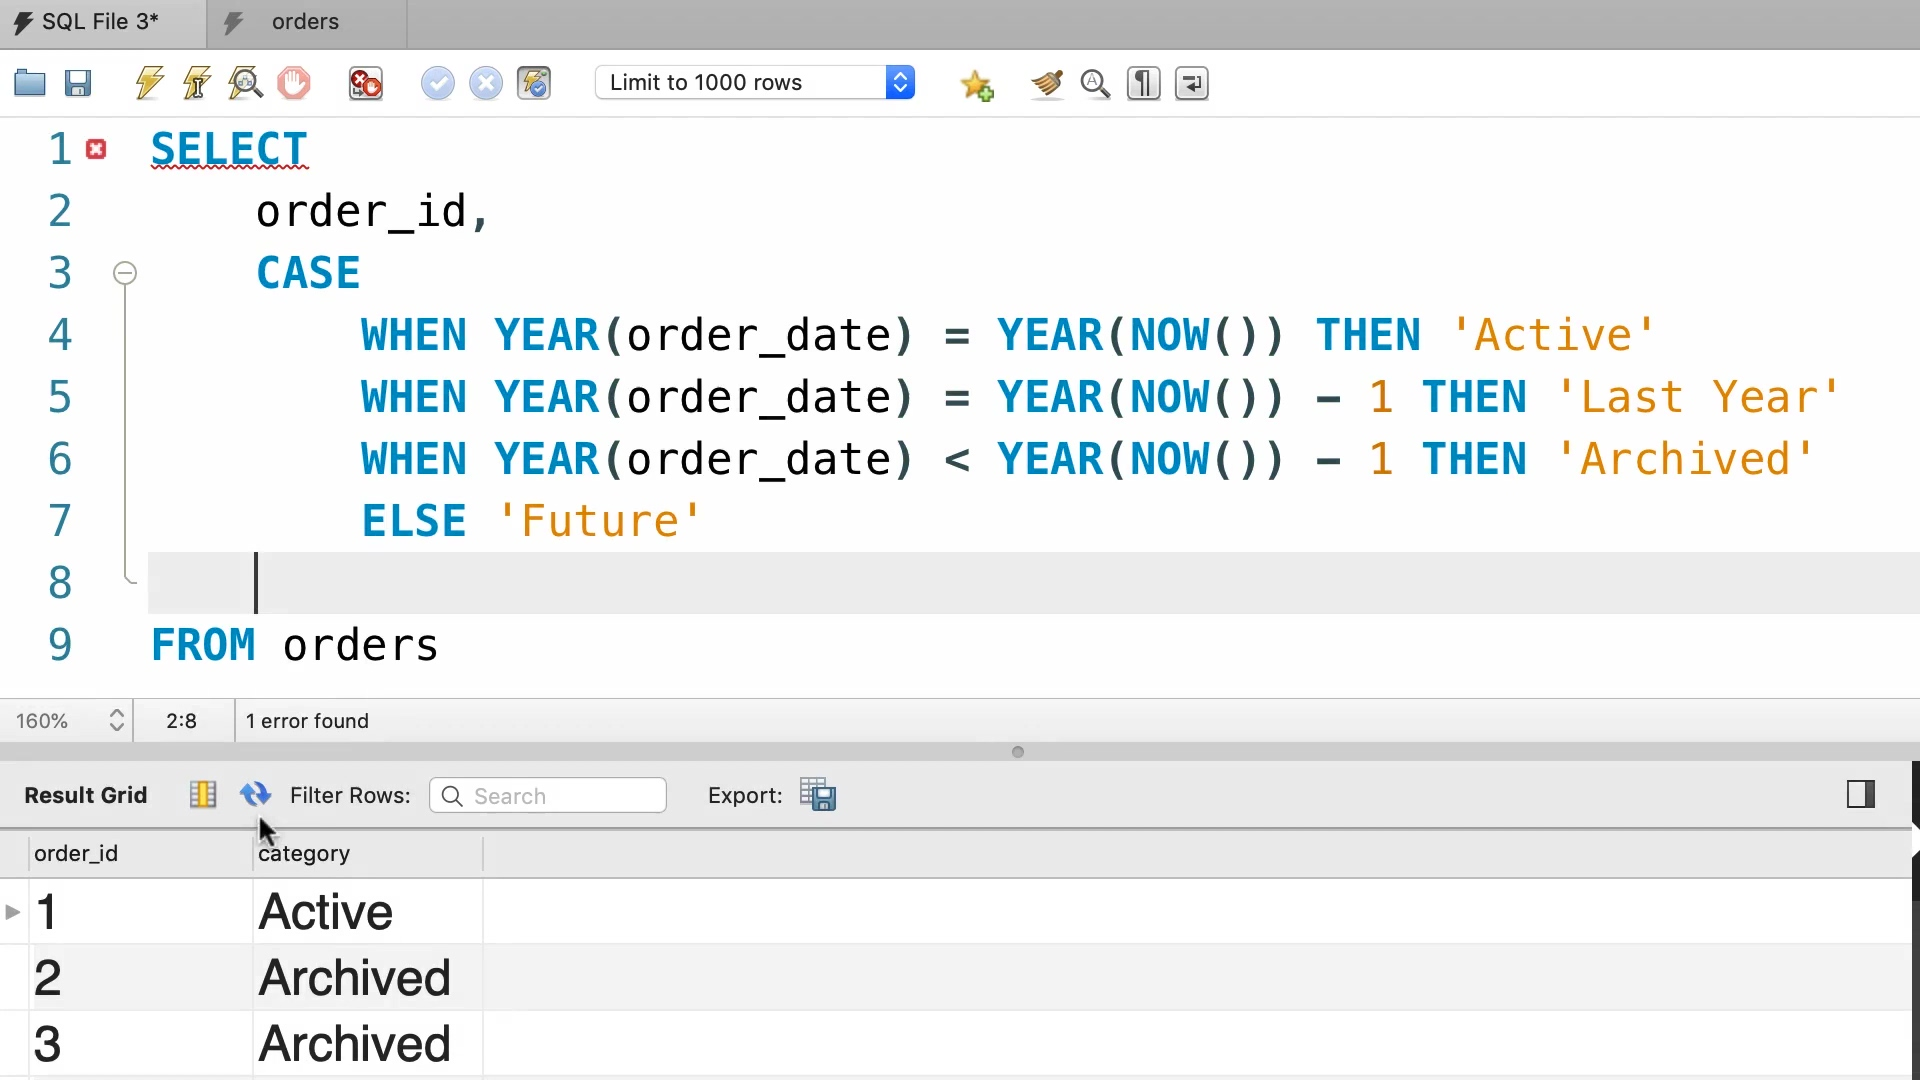 SQL File 3* orders
Limit to 1000 rows
1 SELECT
2 order_id,
3 CASE
4 WHEN YEAR(order_date) = YEAR(NOW()) THEN 'Active'
5 WHEN YEAR(order_date) = YEAR(NOW()) - 1 THEN 'Last Year'
6 WHEN YEAR(order_date) < YEAR(NOW()) - 1 THEN 'Archived'
7 ELSE 'Future'
8
9 FROM orders
160% 2:8 1 error found
Result Grid Filter Rows: Search Export:
order_id category
1 Active
2 Archived
3 Archived